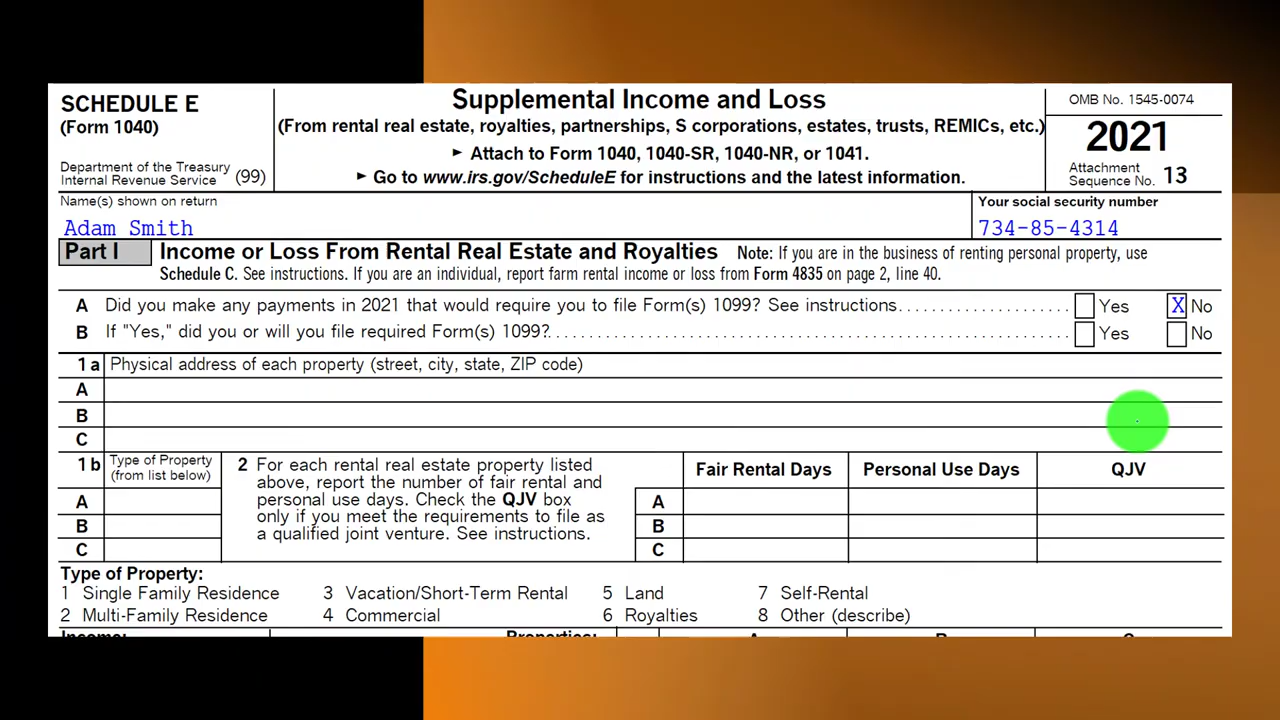 SCHEDULE E
(Form 1040)
Department of the Treasury
Internal Revenue Service (99)
Supplemental Income and Loss
(From rental real estate, royalties, partnerships, S corporations, estates, trusts, REMICs, etc.)
► Attach to Form 1040, 1040-SR, 1040-NR, or 1041.
► Go to www.irs.gov/ScheduleE for instructions and the latest information.
OMB No. 1545-0074
2021
Attachment
Sequence No. 13
Name(s) shown on return
Adam Smith
Your social security number
734-85-4314
Part I Income or Loss From Rental Real Estate and Royalties Note: If you are in the business of renting personal property, use
Schedule C. See instructions. If you are an individual, report farm rental income or loss from Form 4835 on page 2, line 40.
A Did you make any payments in 2021 that would require you to file Form(s) 1099? See instructions Yes X No
B If "Yes," did you or will you file required Form(s) 1099? Yes No
1a Physical address of each property (street, city, state, ZIP code)
A
B
C
1b Type of Property
(from list below)
A
B
C
2 For each rental real estate property listed
above, report the number of fair rental and
personal use days. Check the QJV box
only if you meet the requirements to file as
a qualified joint venture. See instructions.
Fair Rental Days Personal Use Days QJV
A
B
C
Type of Property:
1 Single Family Residence 3 Vacation/Short-Term Rental 5 Land 7 Self-Rental
2 Multi-Family Residence 4 Commercial 6 Royalties 8 Other (describe)
Income: Properties: A B C